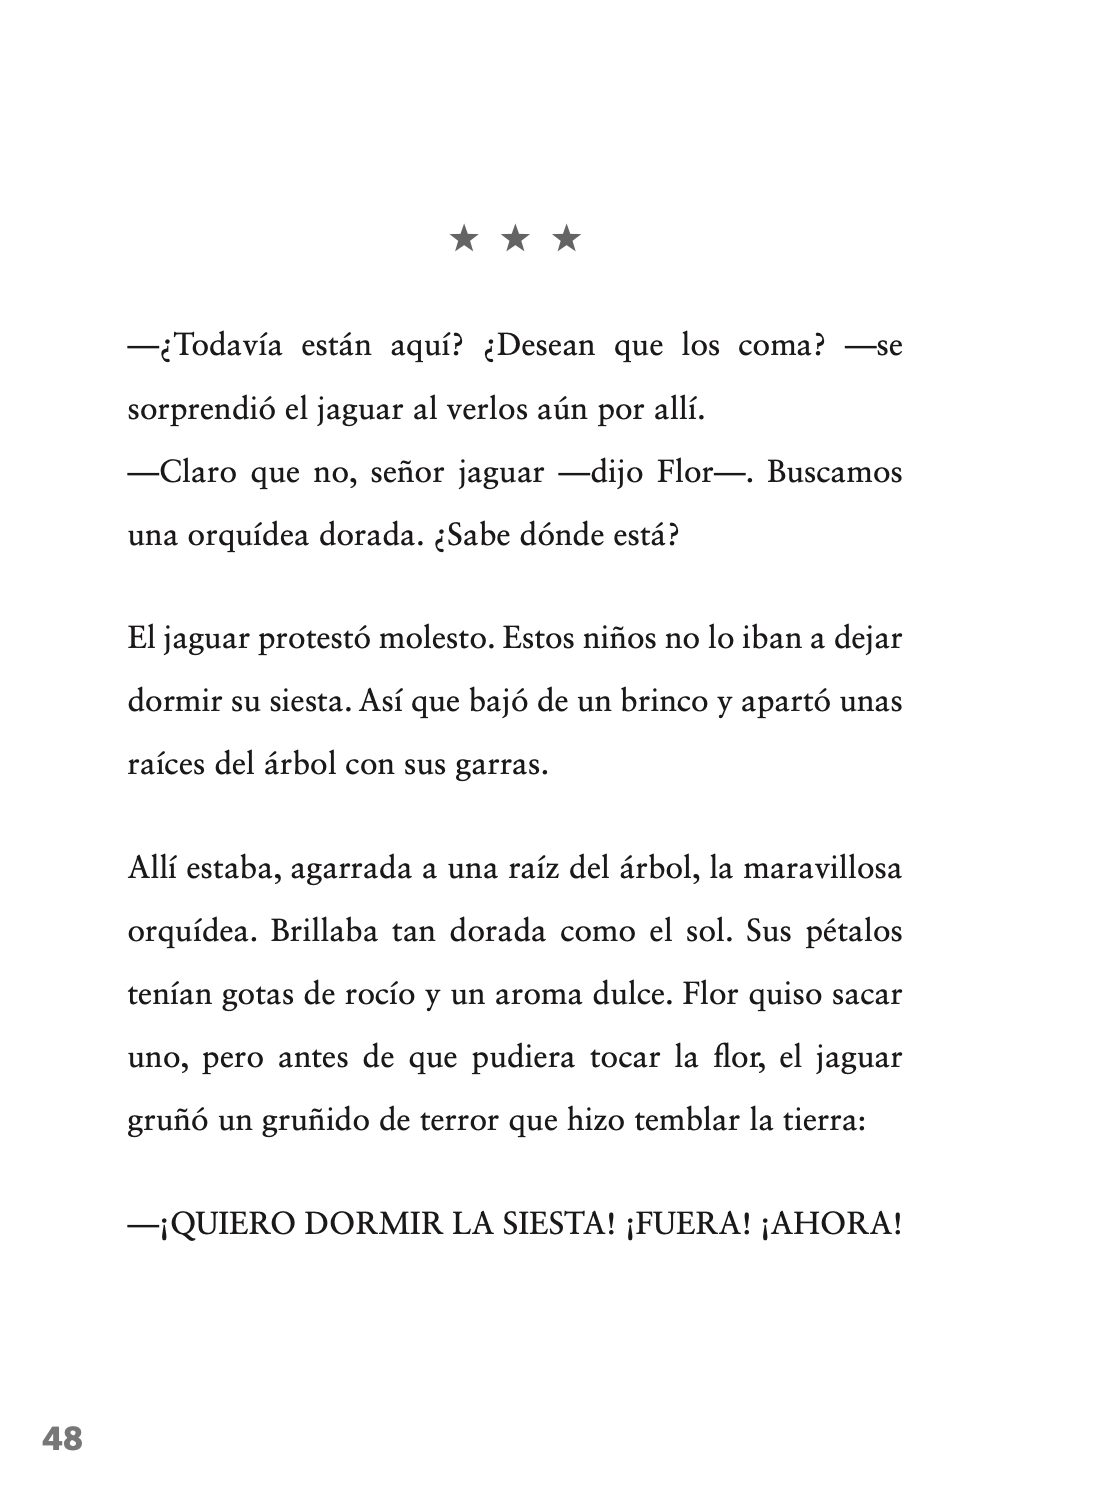 ★ ★ ★
—¿Todavía están aquí? ¿Desean que los coma? —se
sorprendió el jaguar al verlos aún por allí.
—Claro que no, señor jaguar —dijo Flor—. Buscamos
una orquídea dorada. ¿Sabe dónde está?
El jaguar protestó molesto. Estos niños no lo iban a dejar
dormir su siesta. Así que bajó de un brinco y apartó unas
raíces del árbol con sus garras.
Allí estaba, agarrada a una raíz del árbol, la maravillosa
orquídea. Brillaba tan dorada como el sol. Sus pétalos
tenían gotas de rocío y un aroma dulce. Flor quiso sacar
uno, pero antes de que pudiera tocar la flor, el jaguar
gruñó un gruñido de terror que hizo temblar la tierra:
—¡QUIERO DORMIR LA SIESTA! ¡FUERA! ¡AHORA!
48